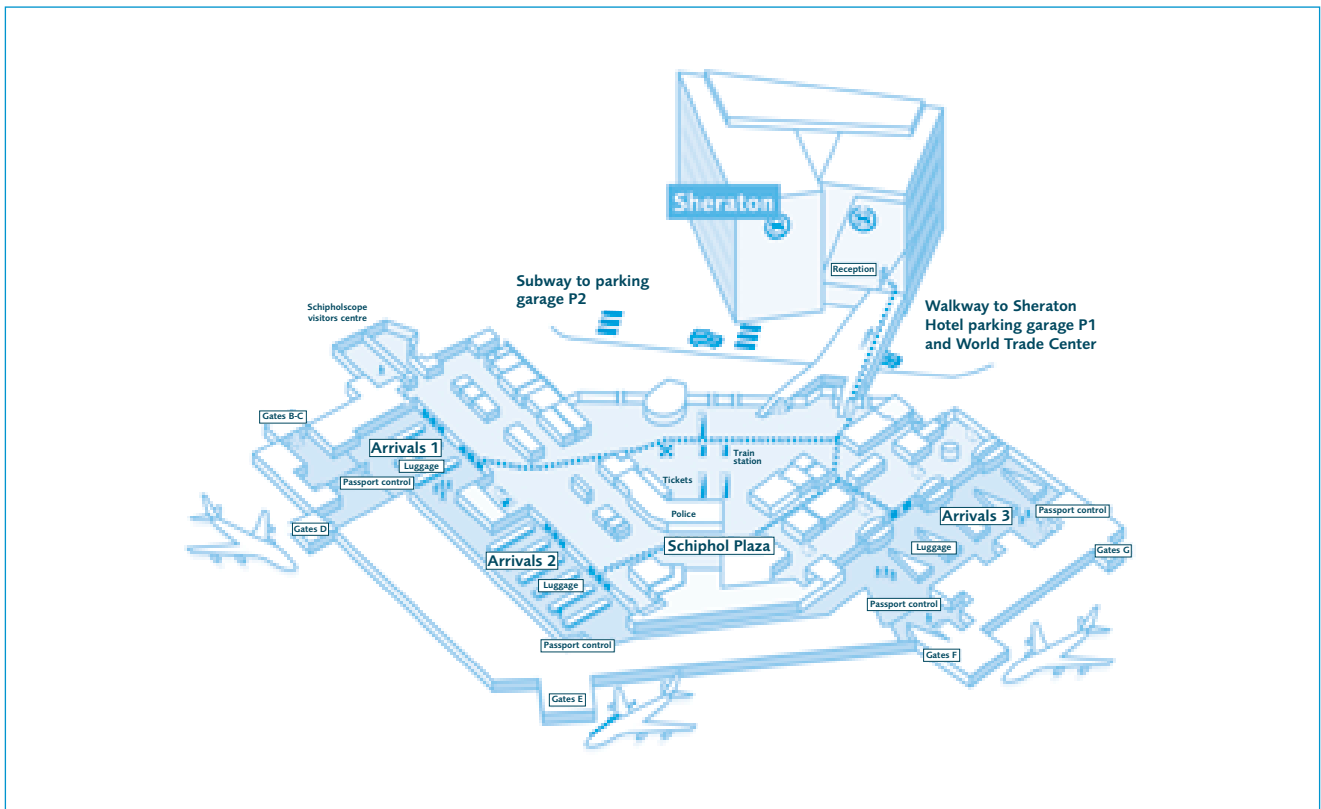 Sheraton
Reception
Subway to parking
garage P2
Walkway to Sheraton
Hotel parking garage P1
and World Trade Center
Schipholscope
visitors centre
Gates B-C
Arrivals 1
Luggage
Passport control
Gates D
Train
station
Tickets
Police
Schiphol Plaza
Arrivals 2
Luggage
Passport control
Gates E
Arrivals 3
Passport control
Luggage
Gates G
Passport control
Gates F